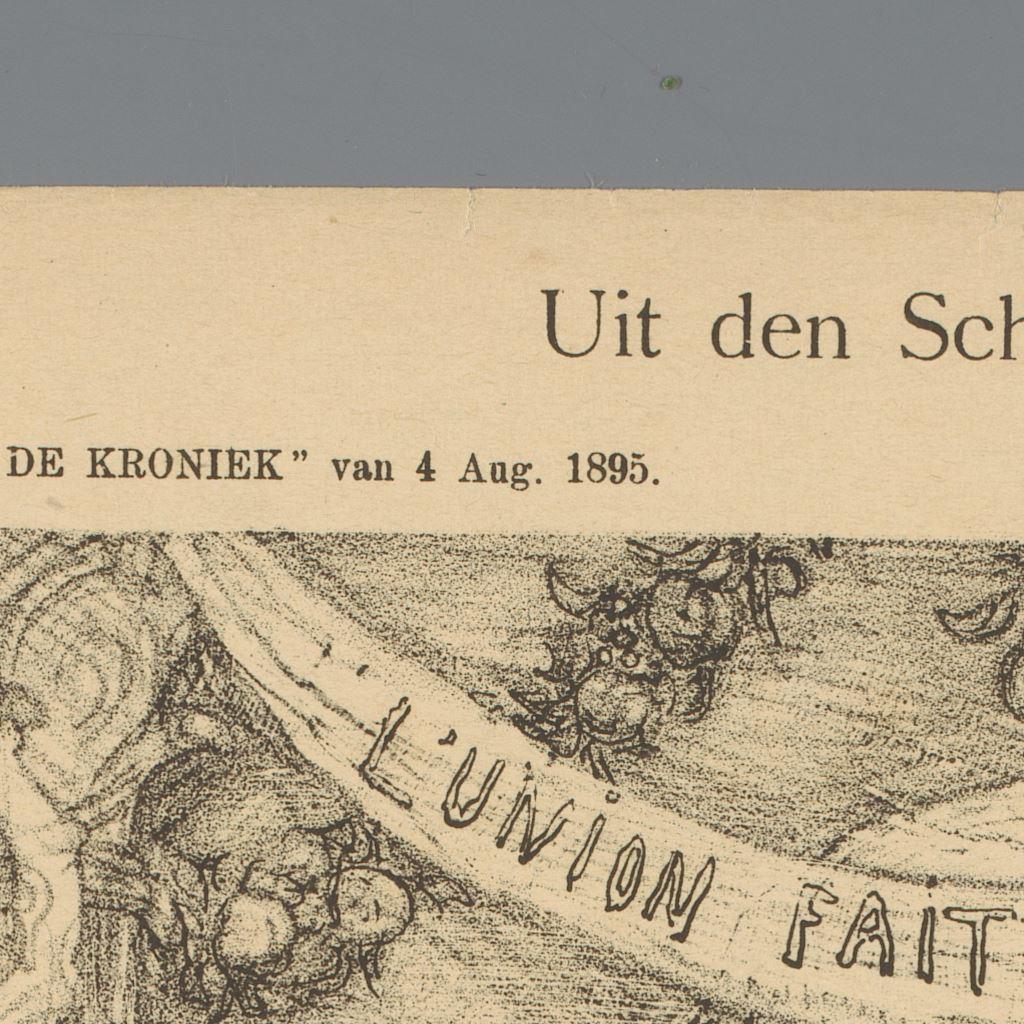 Uit den Sch
DE KRONIEK” van 4 Aug. 1895.
L'UNION FAIT